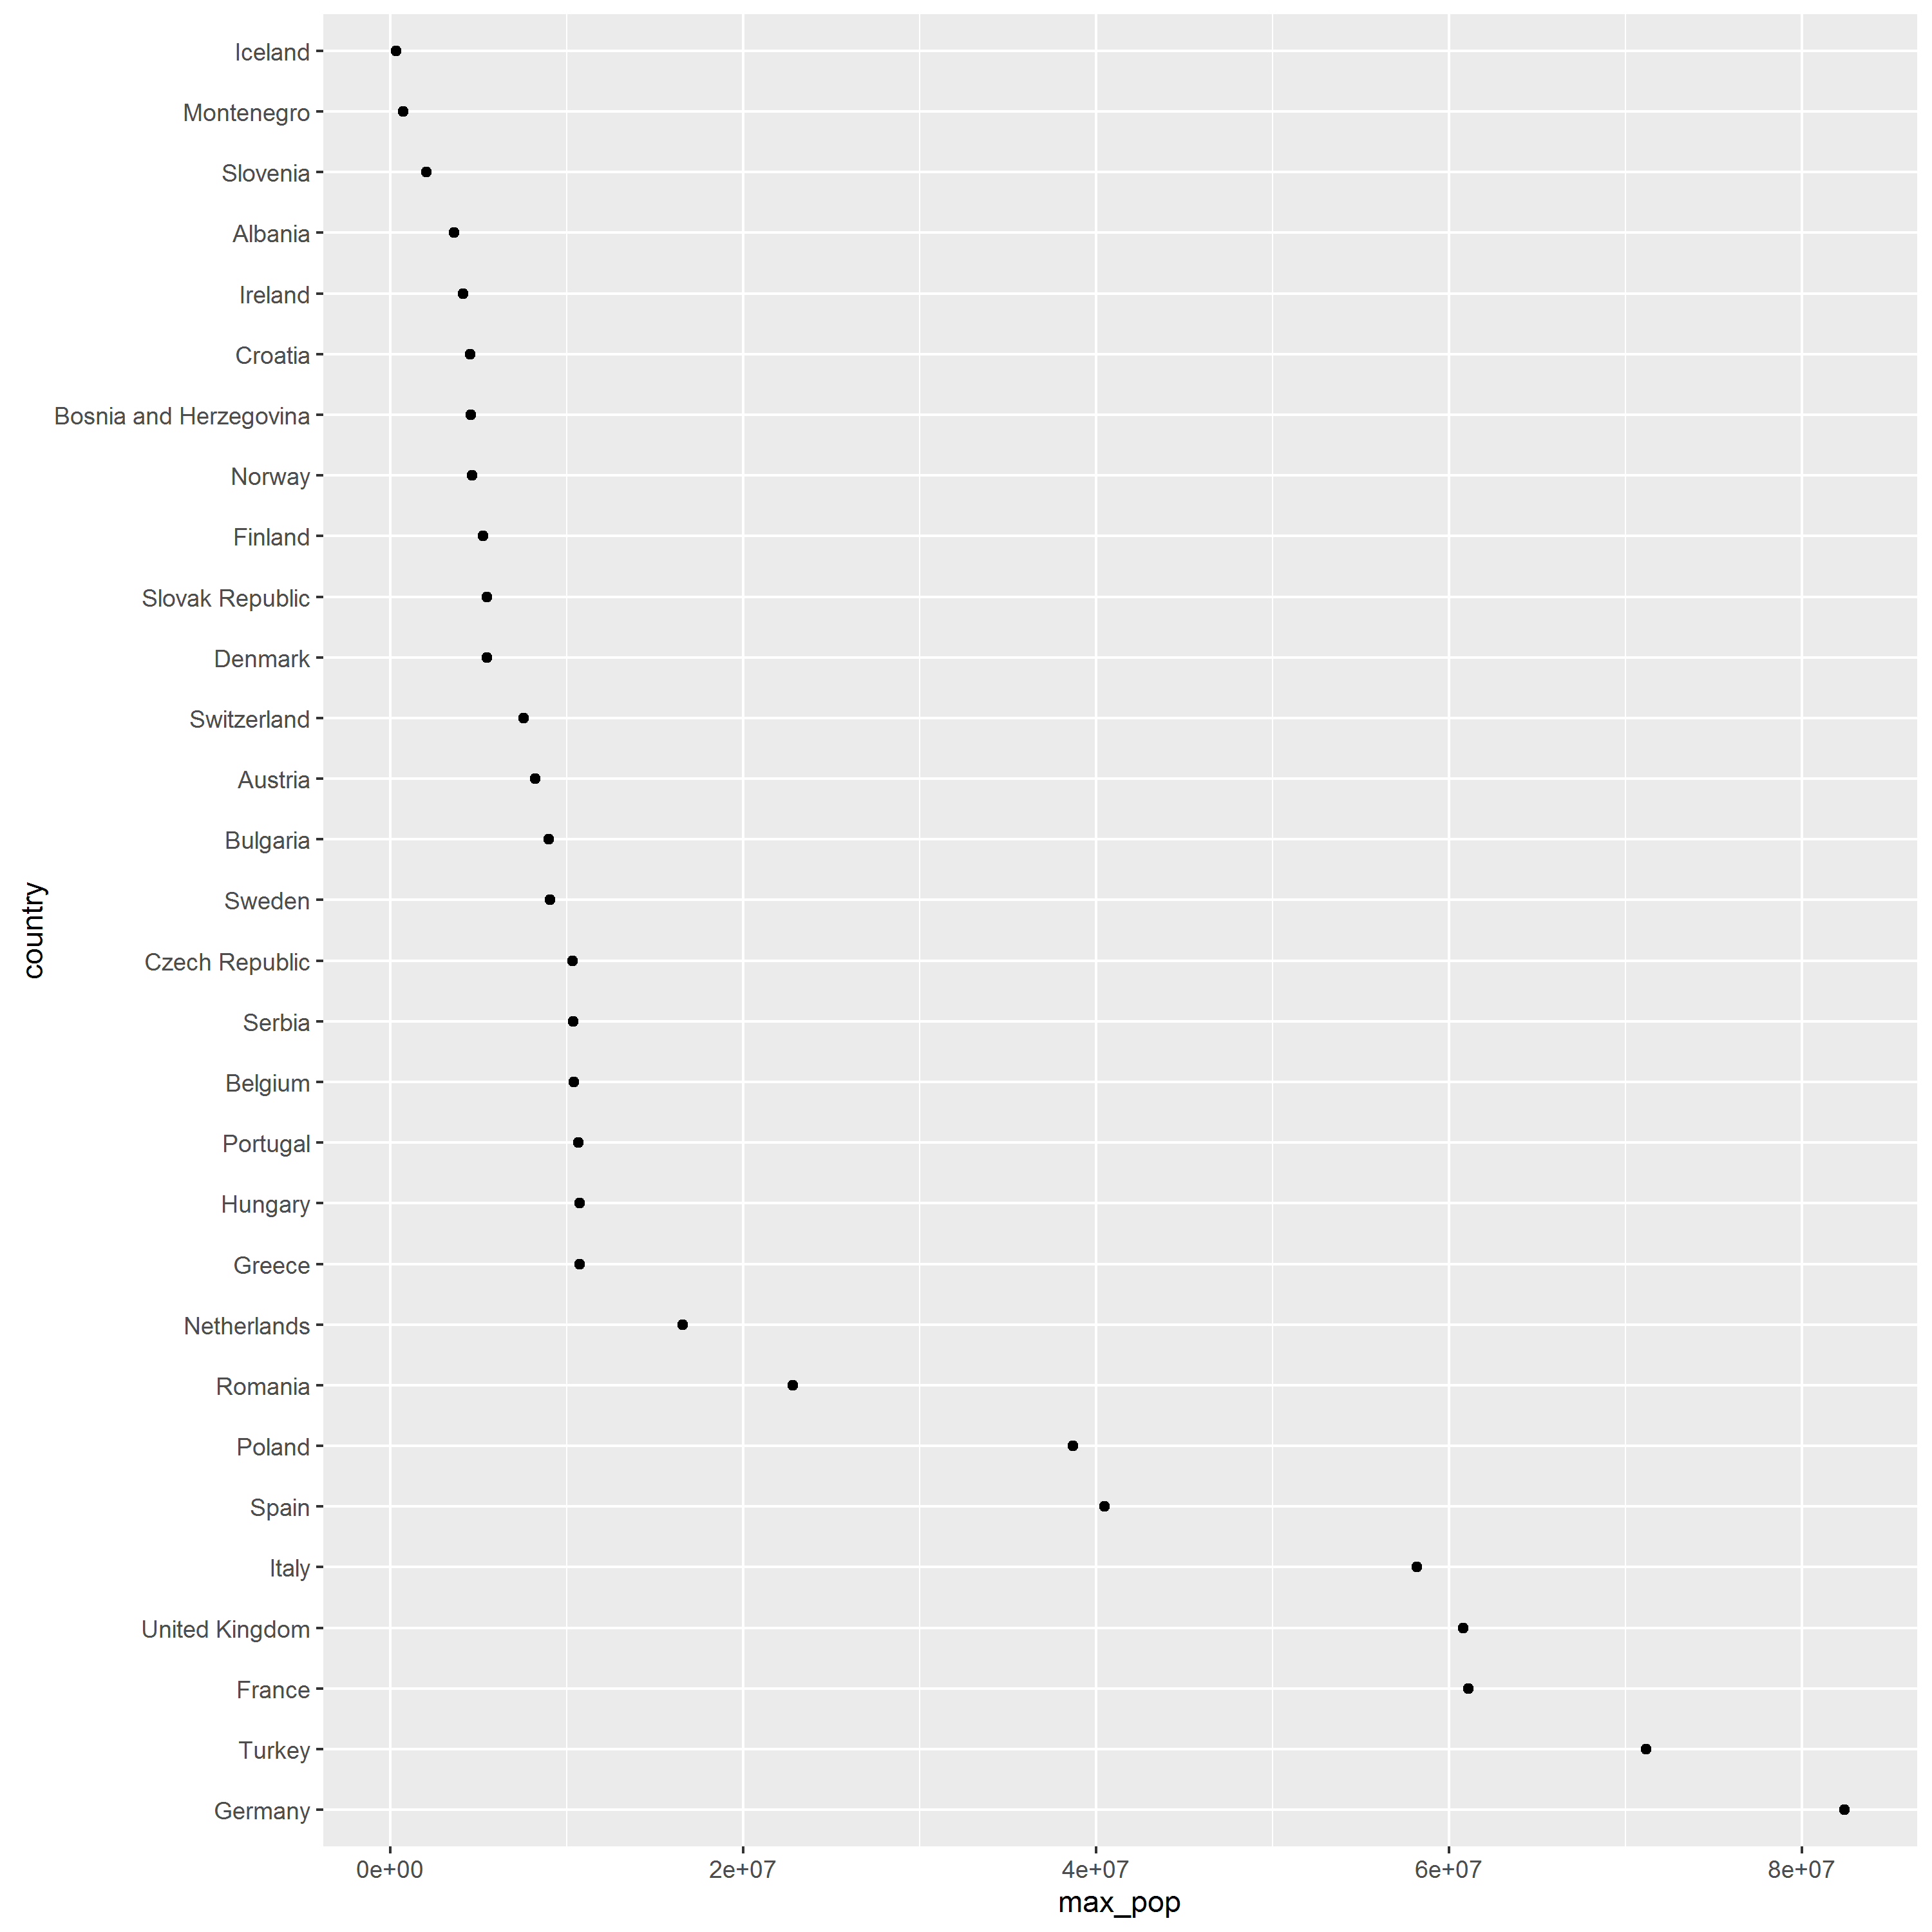 Iceland
Montenegro
Slovenia
Albania
Ireland
Croatia
Bosnia and Herzegovina
Norway
Finland
Slovak Republic
Denmark
Switzerland
Austria
Bulgaria
Sweden
Czech Republic
Serbia
Belgium
Portugal
Hungary
Greece
Netherlands
Romania
Poland
Spain
Italy
United Kingdom
France
Turkey
Germany
country
0e+00 2e+07 4e+07 6e+07 8e+07
max_pop